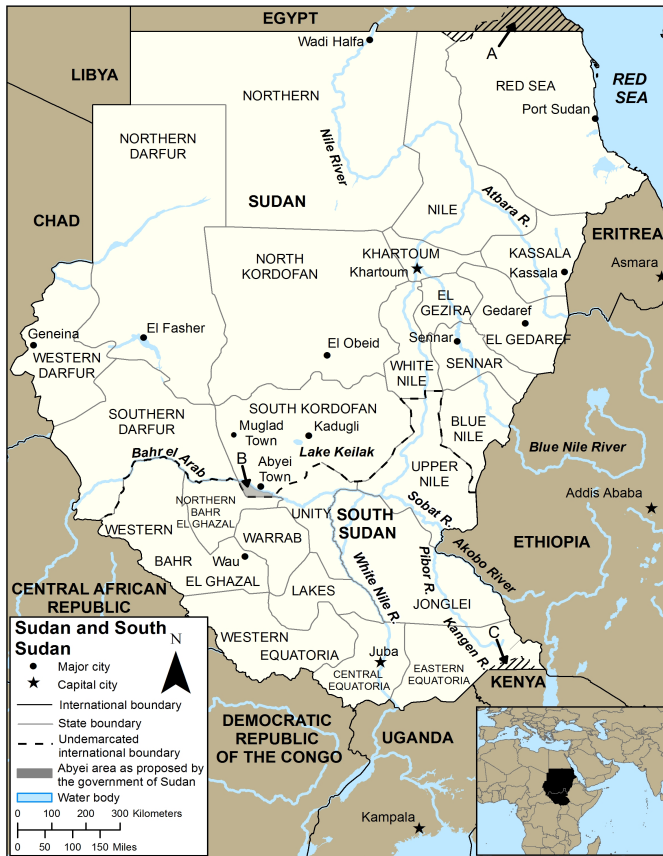 EGYPT
Wadi Halfa
A
LIBYA
RED SEA
RED
SEA
NORTHERN
Port Sudan
NORTHERN
DARFUR
Nile River
SUDAN
Atbara R.
NILE
CHAD
ERITREA
KHARTOUM
Khartoum
KASSALA
Kassala
Asmara
NORTH
KORDOFAN
EL
GEZIRA
Gedaref
Geneina
El Fasher
Sennar
EL GEDAREF
WESTERN
DARFUR
El Obeid
WHITE
NILE
SENNAR
SOUTHERN
DARFUR
SOUTH KORDOFAN
Muglad
Town
Kadugli
BLUE
NILE
Lake Keilak
Bahr el Arab
B
Abyei
Town
UPPER
NILE
Blue Nile River
Addis Ababa
NORTHERN
BAHR
EL GHAZAL
UNITY
SOUTH
SUDAN
Sobat R.
WESTERN
BAHR
EL GHAZAL
WARRAB
Wau
ETHIOPIA
Akobo River
Pibor R.
White Nile R.
CENTRAL AFRICAN
REPUBLIC
LAKES
JONGLEI
Kangen R.
C
WESTERN
EQUATORIA
Juba
CENTRAL
EQUATORIA
EASTERN
EQUATORIA
KENYA
DEMOCRATIC
REPUBLIC
OF THE CONGO
UGANDA
Kampala
Sudan and South
Sudan
N
Major city
Capital city
International boundary
State boundary
Undemarcated
international boundary
Abyei area as proposed by
the government of Sudan
Water body
0 100 200 300 Kilometers
0 50 100 150 Miles